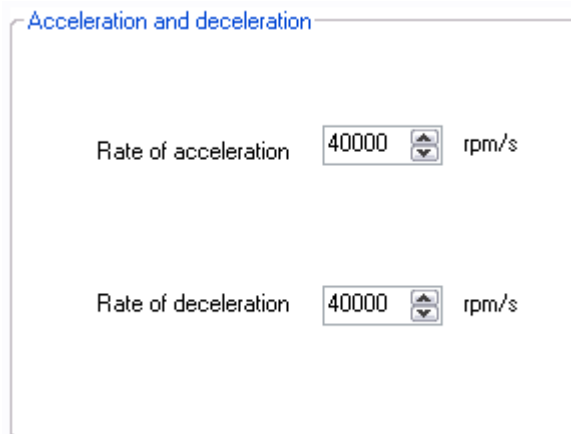 Acceleration and deceleration
Rate of acceleration 40000 rpm/s
Rate of deceleration 40000 rpm/s